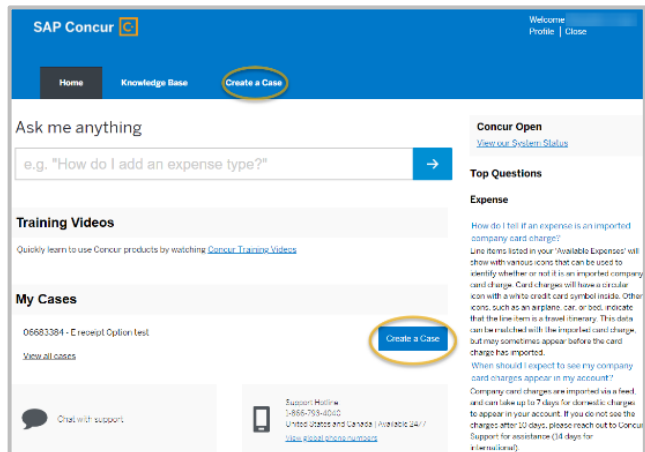 SAP Concur C
Welcome
Profile | Close
Home
Knowledge Base
Create a Case
Ask me anything
e.g. "How do I add an expense type?"
Training Videos
Quickly learn to use Concur products by watching Concur Training Videos
My Cases
06683384 - E receipt Option test
View all cases
Create a Case
Chat with support
Support Hotline
1-866-793-4040
United States and Canada | Available 24/7
View global phone numbers
Concur Open
View our System Status
Top Questions
Expense
How do I tell if an expense is an imported
company card charge?
Line items listed in your 'Available Expenses' will
show with various icons that can be used to
identify whether or not it is an imported company
card charge. Card charges will have a circular
icon with a white credit card symbol inside. Other
icons, such as an airplane, car, or bed, indicate
that the line item is a travel itinerary. This data
can be matched with the imported card charge,
but may sometimes appear before the card
charge has imported.
When should I expect to see my company
card charges appear in my account?
Company card charges are imported via a feed,
and can take up to 7 days for domestic charges
to appear in your account. If you do not see the
charges after 10 days, please reach out to Concur
Support for assistance (14 days for
international).